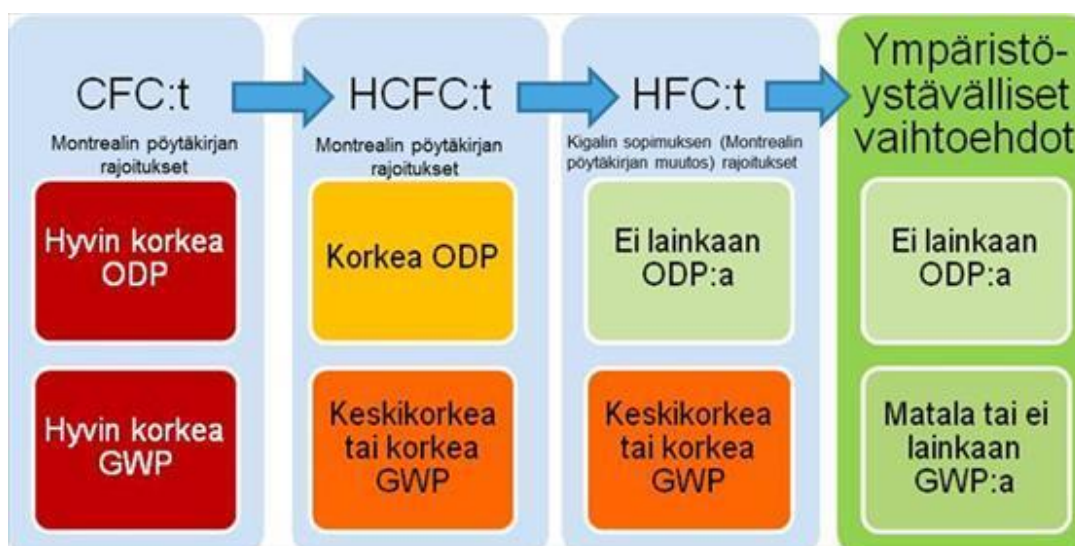 CFC:t
Montrealin pöytäkirjan
rajoitukset
Hyvin korkea
ODP
Hyvin korkea
GWP
HCFC:t
Montrealin pöytäkirjan
rajoitukset
Korkea ODP
Keskikorkea
tai korkea
GWP
HFC:t
Kigalin sopimuksen (Montrealin
pöytäkirjan muutos) rajoitukset
Ei lainkaan
ODP:a
Keskikorkea
tai korkea
GWP
Ympäristö-
ystävälliset
vaihtoehdot
Ei lainkaan
ODP:a
Matala tai ei
lainkaan
GWP:a